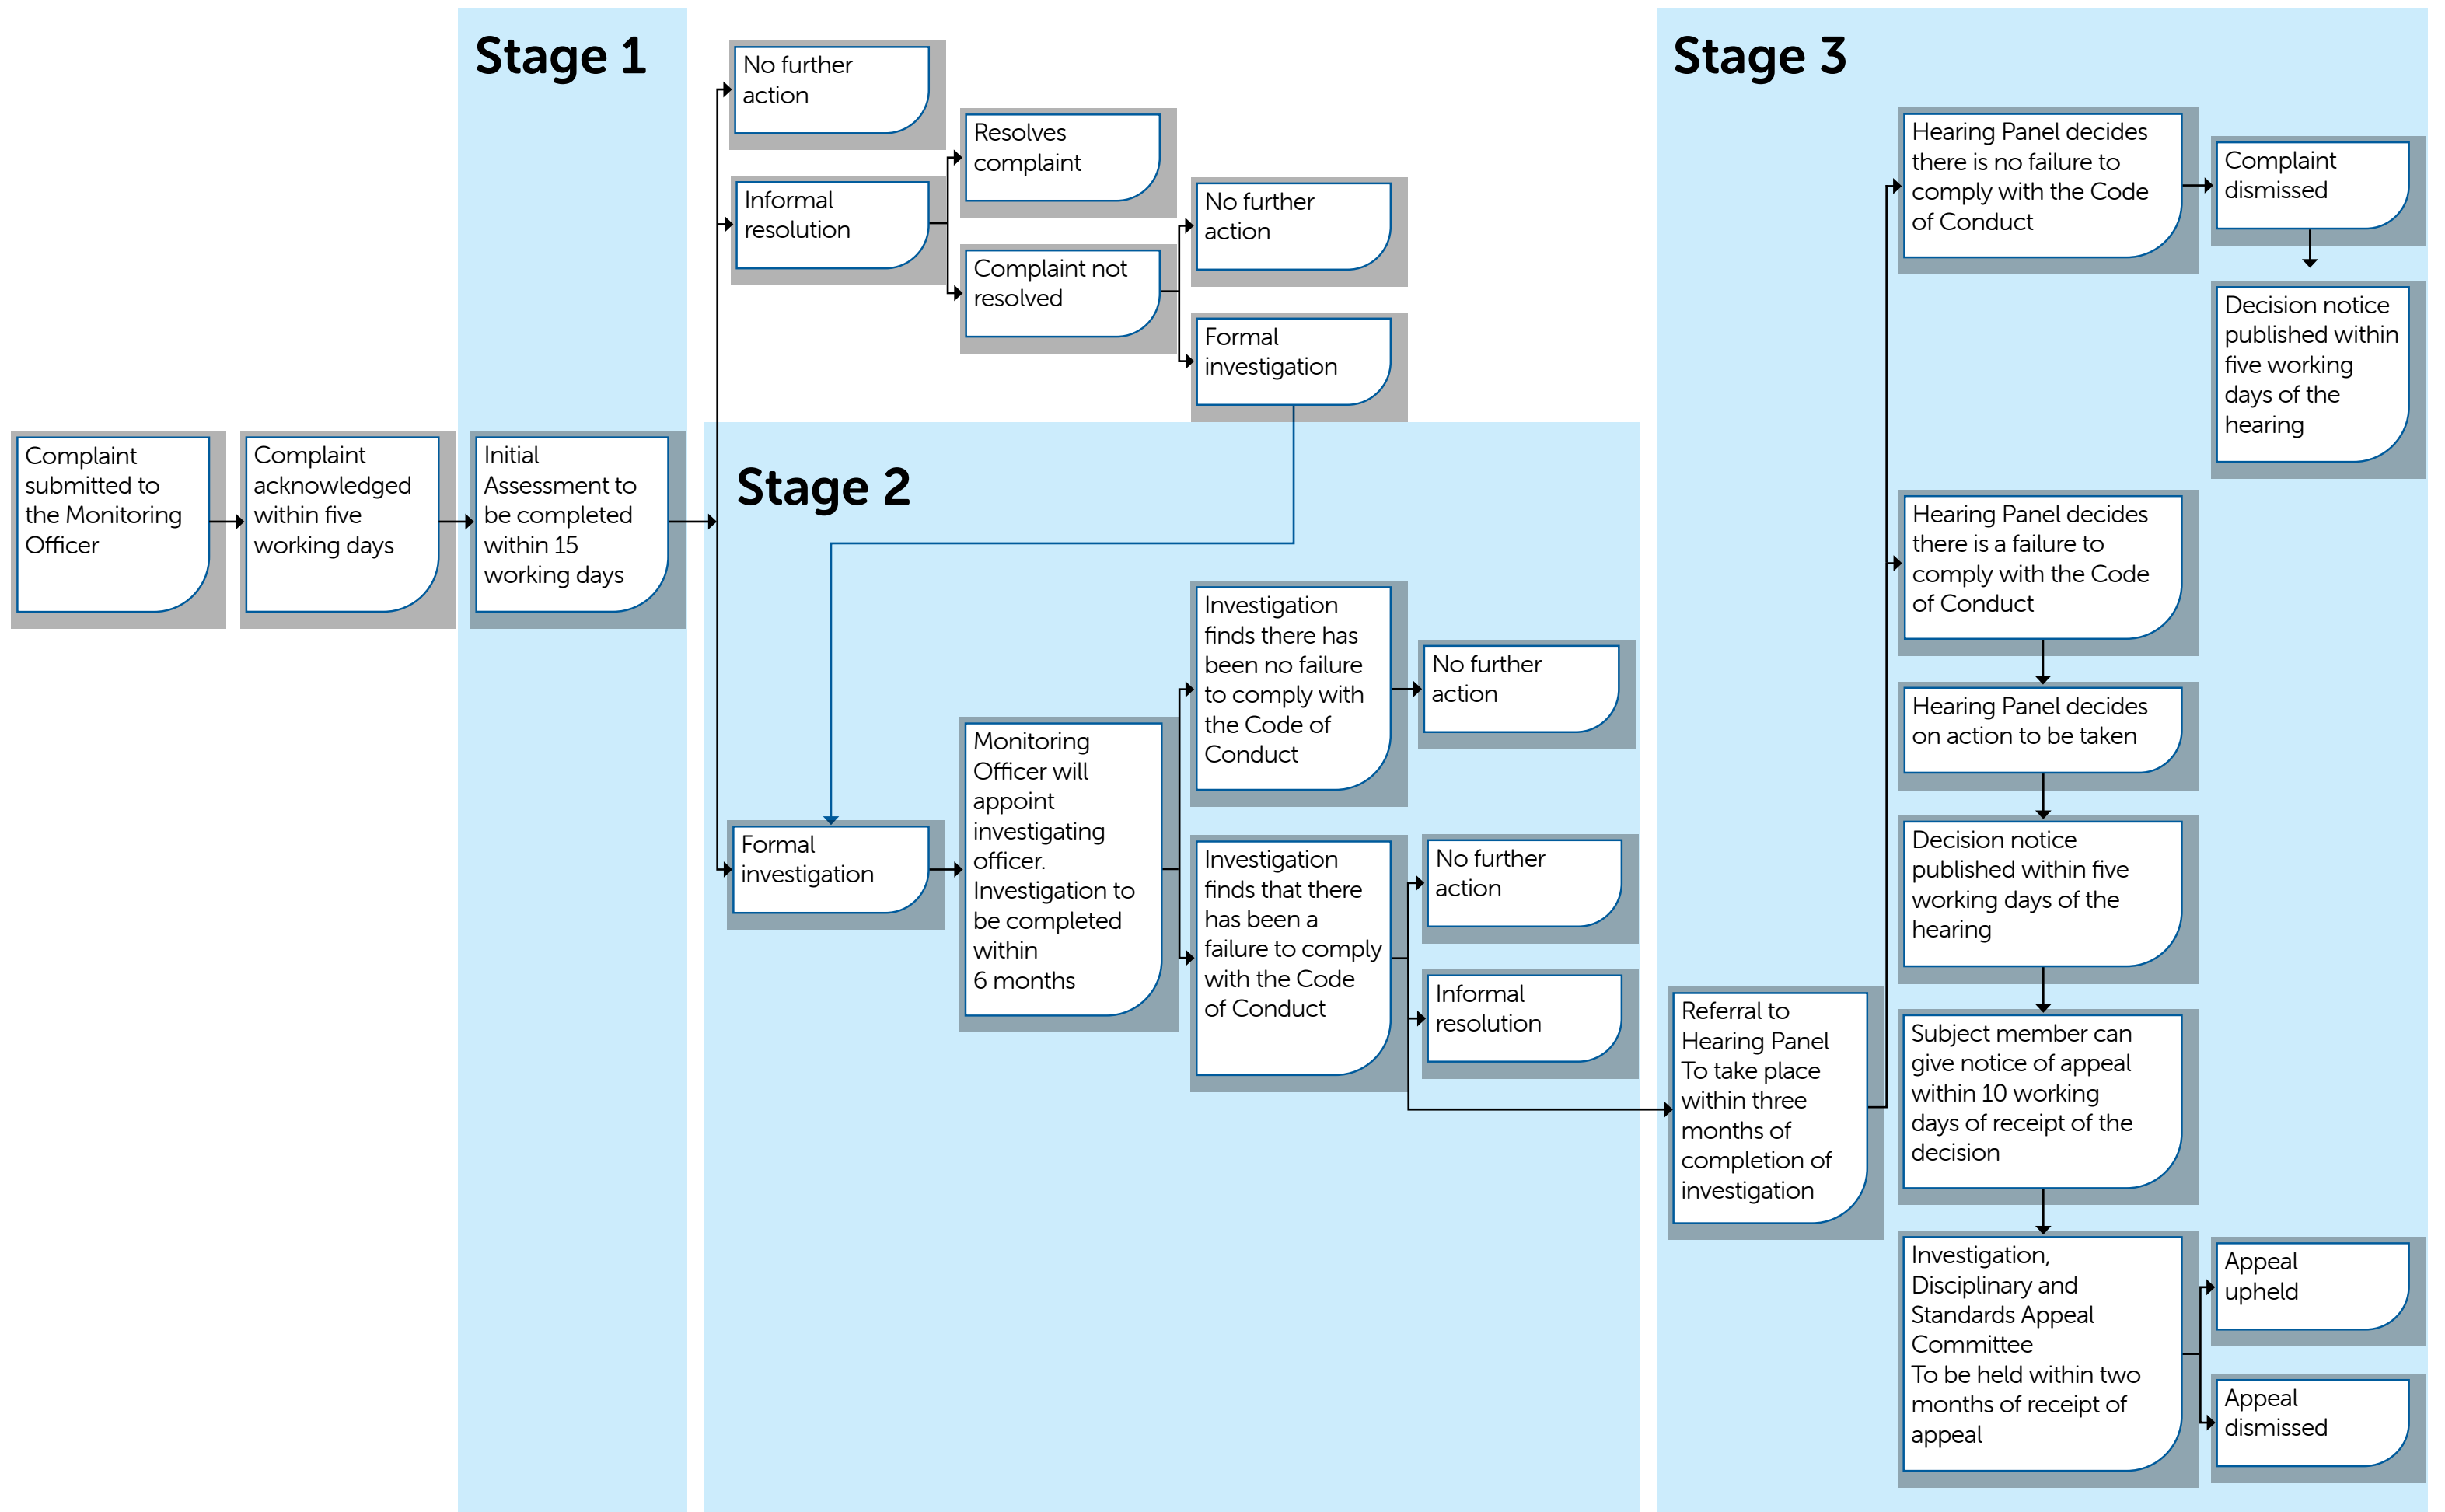 Stage 1
Stage 3
No further
action
Resolves
complaint
Informal
resolution
No further
action
Complaint not
resolved
Formal
investigation
Complaint
submitted to
the Monitoring
Officer
Complaint
acknowledged
within five
working days
Initial
Assessment to
be completed
within 15
working days
Stage 2
Formal
investigation
Monitoring
Officer will
appoint
investigating
officer.
Investigation to
be completed
within
6 months
Investigation
finds there has
been no failure
to comply with
the Code of
Conduct
No further
action
Investigation
finds that there
has been a
failure to comply
with the Code
of Conduct
No further
action
Informal
resolution
Referral to
Hearing Panel
To take place
within three
months of
completion of
investigation
Hearing Panel decides
there is no failure to
comply with the Code
of Conduct
Complaint
dismissed
Decision notice
published within
five working
days of the
hearing
Hearing Panel decides
there is a failure to
comply with the Code
of Conduct
Hearing Panel decides
on action to be taken
Decision notice
published within five
working days of the
hearing
Subject member can
give notice of appeal
within 10 working
days of receipt of the
decision
Investigation,
Disciplinary and
Standards Appeal
Committee
To be held within two
months of receipt of
appeal
Appeal
upheld
Appeal
dismissed